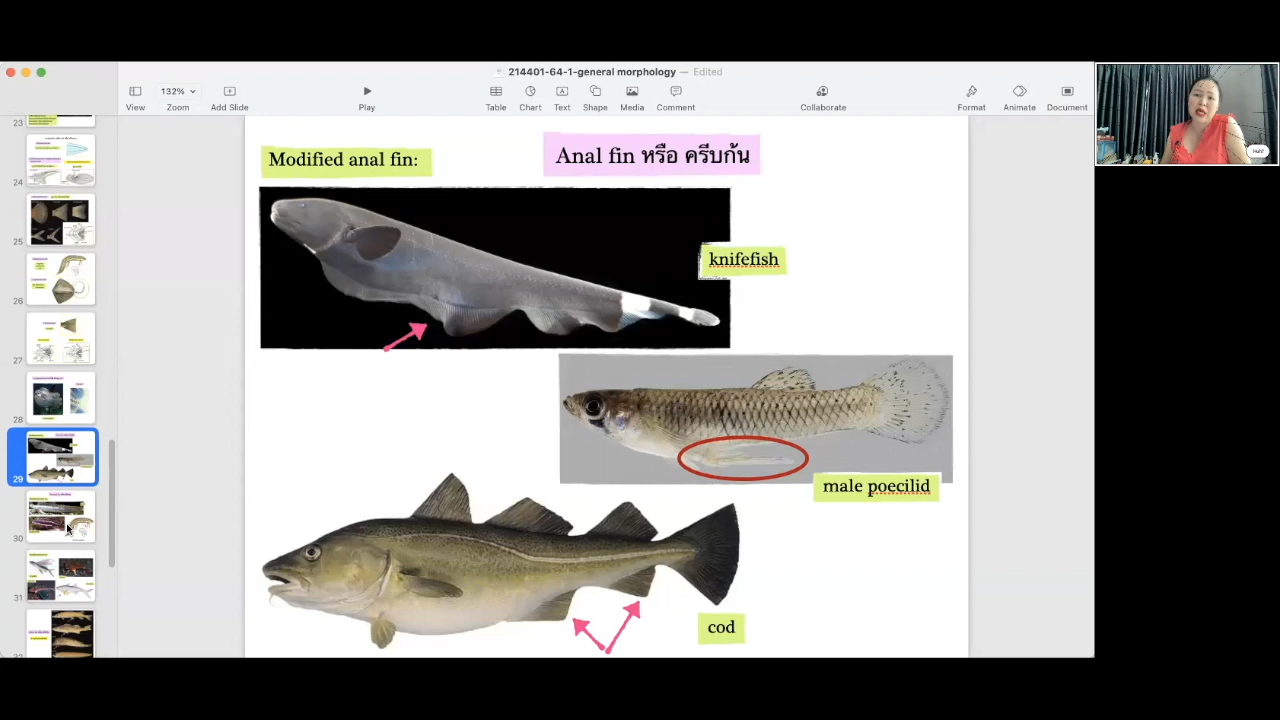 214401-64-1-general morphology — Edited
132%
View Zoom Add Slide Play Table Chart Text Shape Media Comment Collaborate Format Animate Document
Huh?
Modified anal fin:
Anal fin หรือ ครีบก้น
knifefish
male poecilid
cod
23
24
25
26
27
28
29
30
31